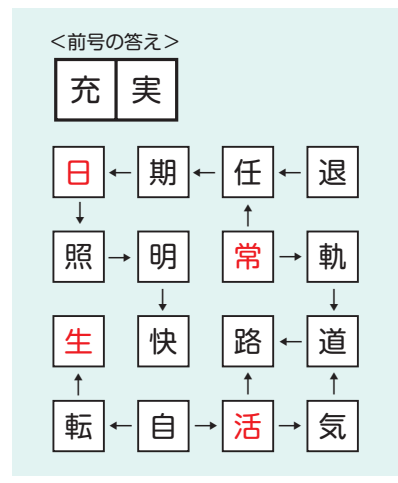 <前号の答え>
充実
日←期←任←退
↓ ↑
照→明 常→軌
↓ ↓
生 快 路←道
↑ ↑ ↑
転←自→活→気